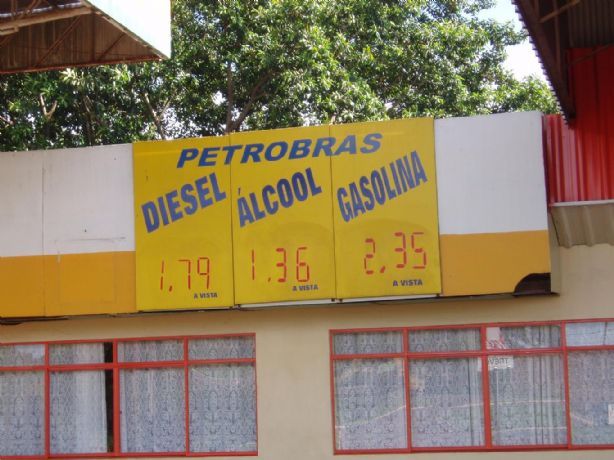 PETROBRAS
DIESEL ÁLCOOL GASOLINA
1,79 1,36 2,35
A VISTA A VISTA A VISTA